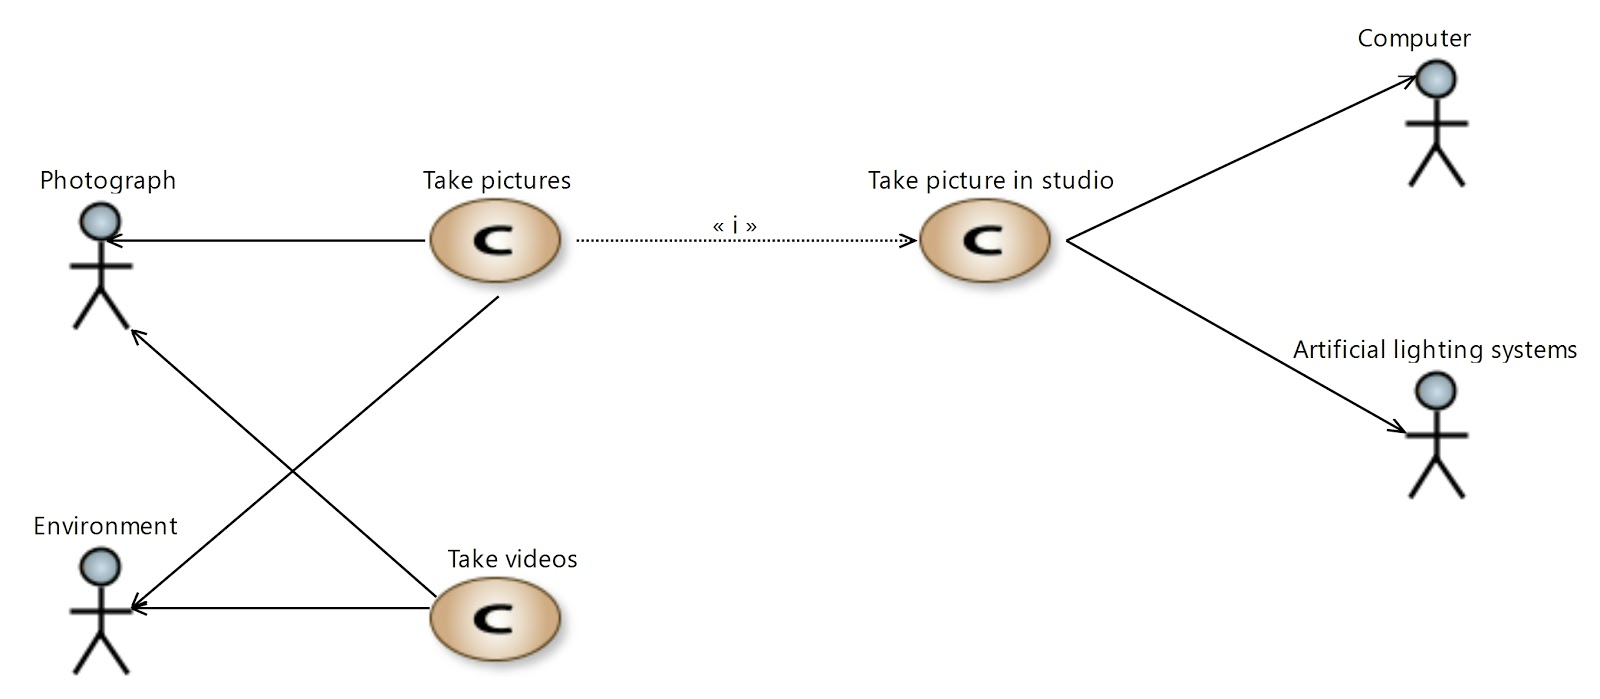 Computer
Photograph
Take pictures
Take picture in studio
« i »
C
C
Artificial lighting systems
Environment
Take videos
C